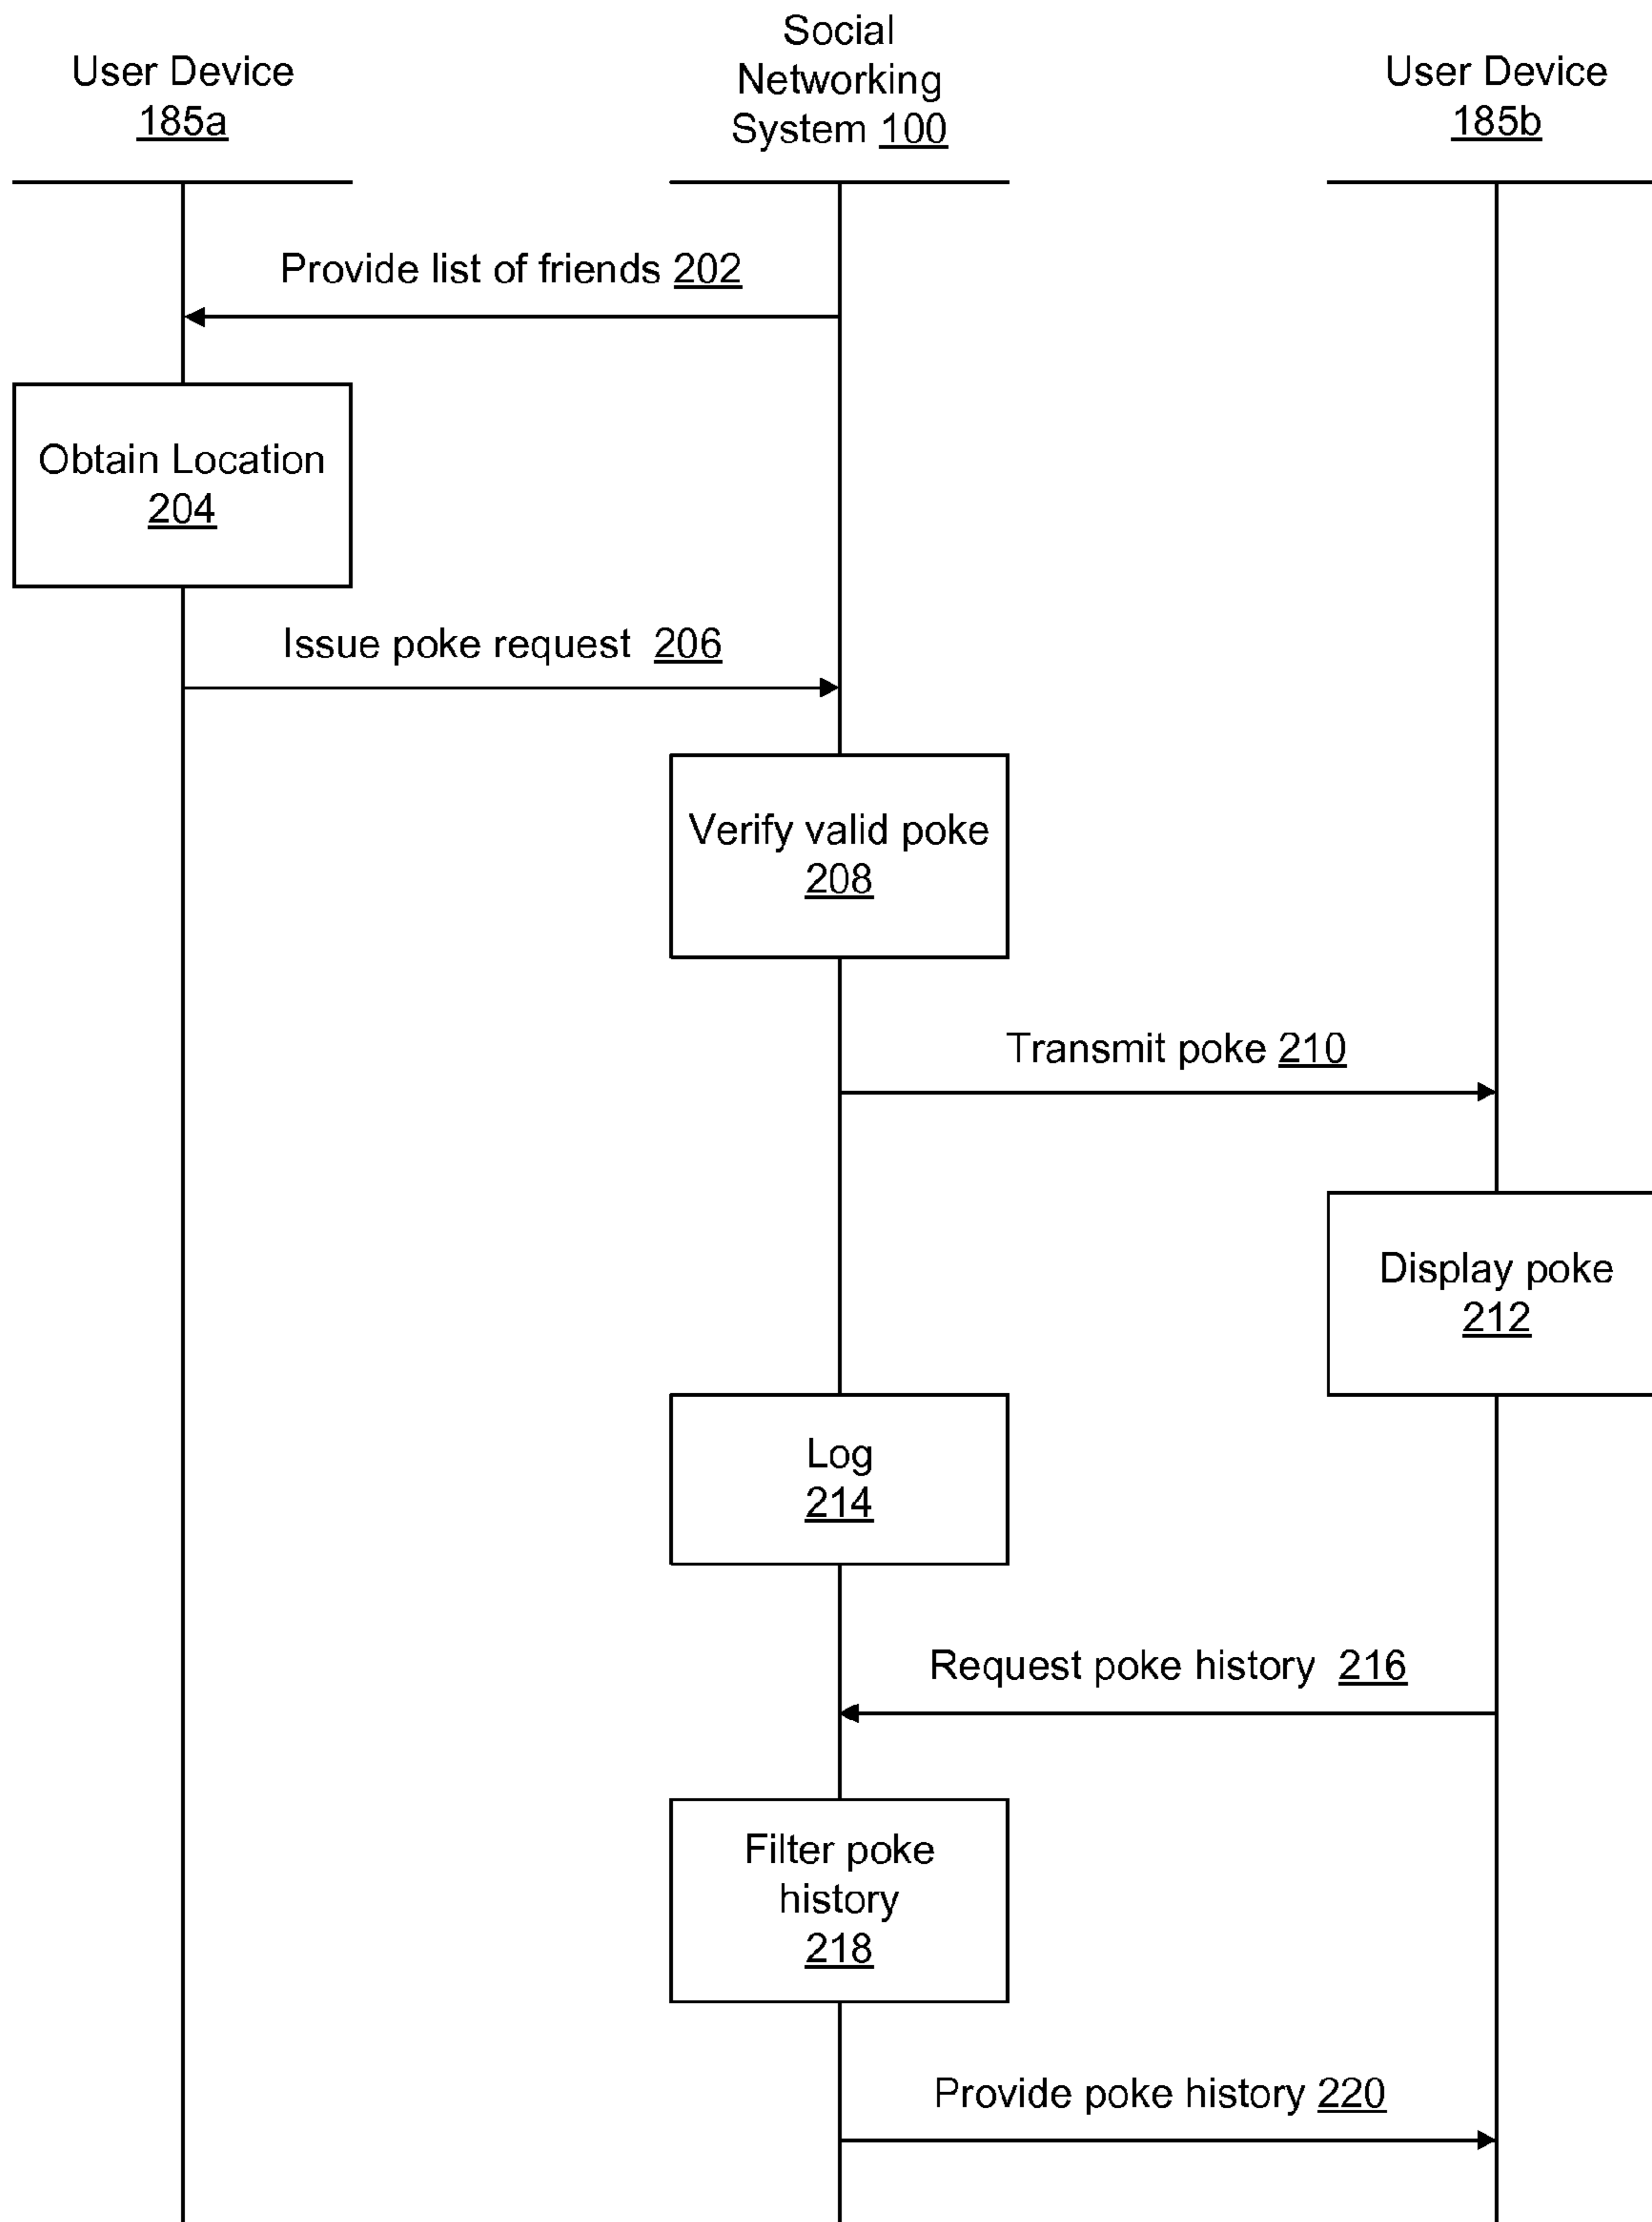 User Device
185a
Social
Networking
System 100
User Device
185b
Provide list of friends 202
Obtain Location
204
Issue poke request 206
Verify valid poke
208
Transmit poke 210
Display poke
212
Log
214
Request poke history 216
Filter poke
history
218
Provide poke history 220